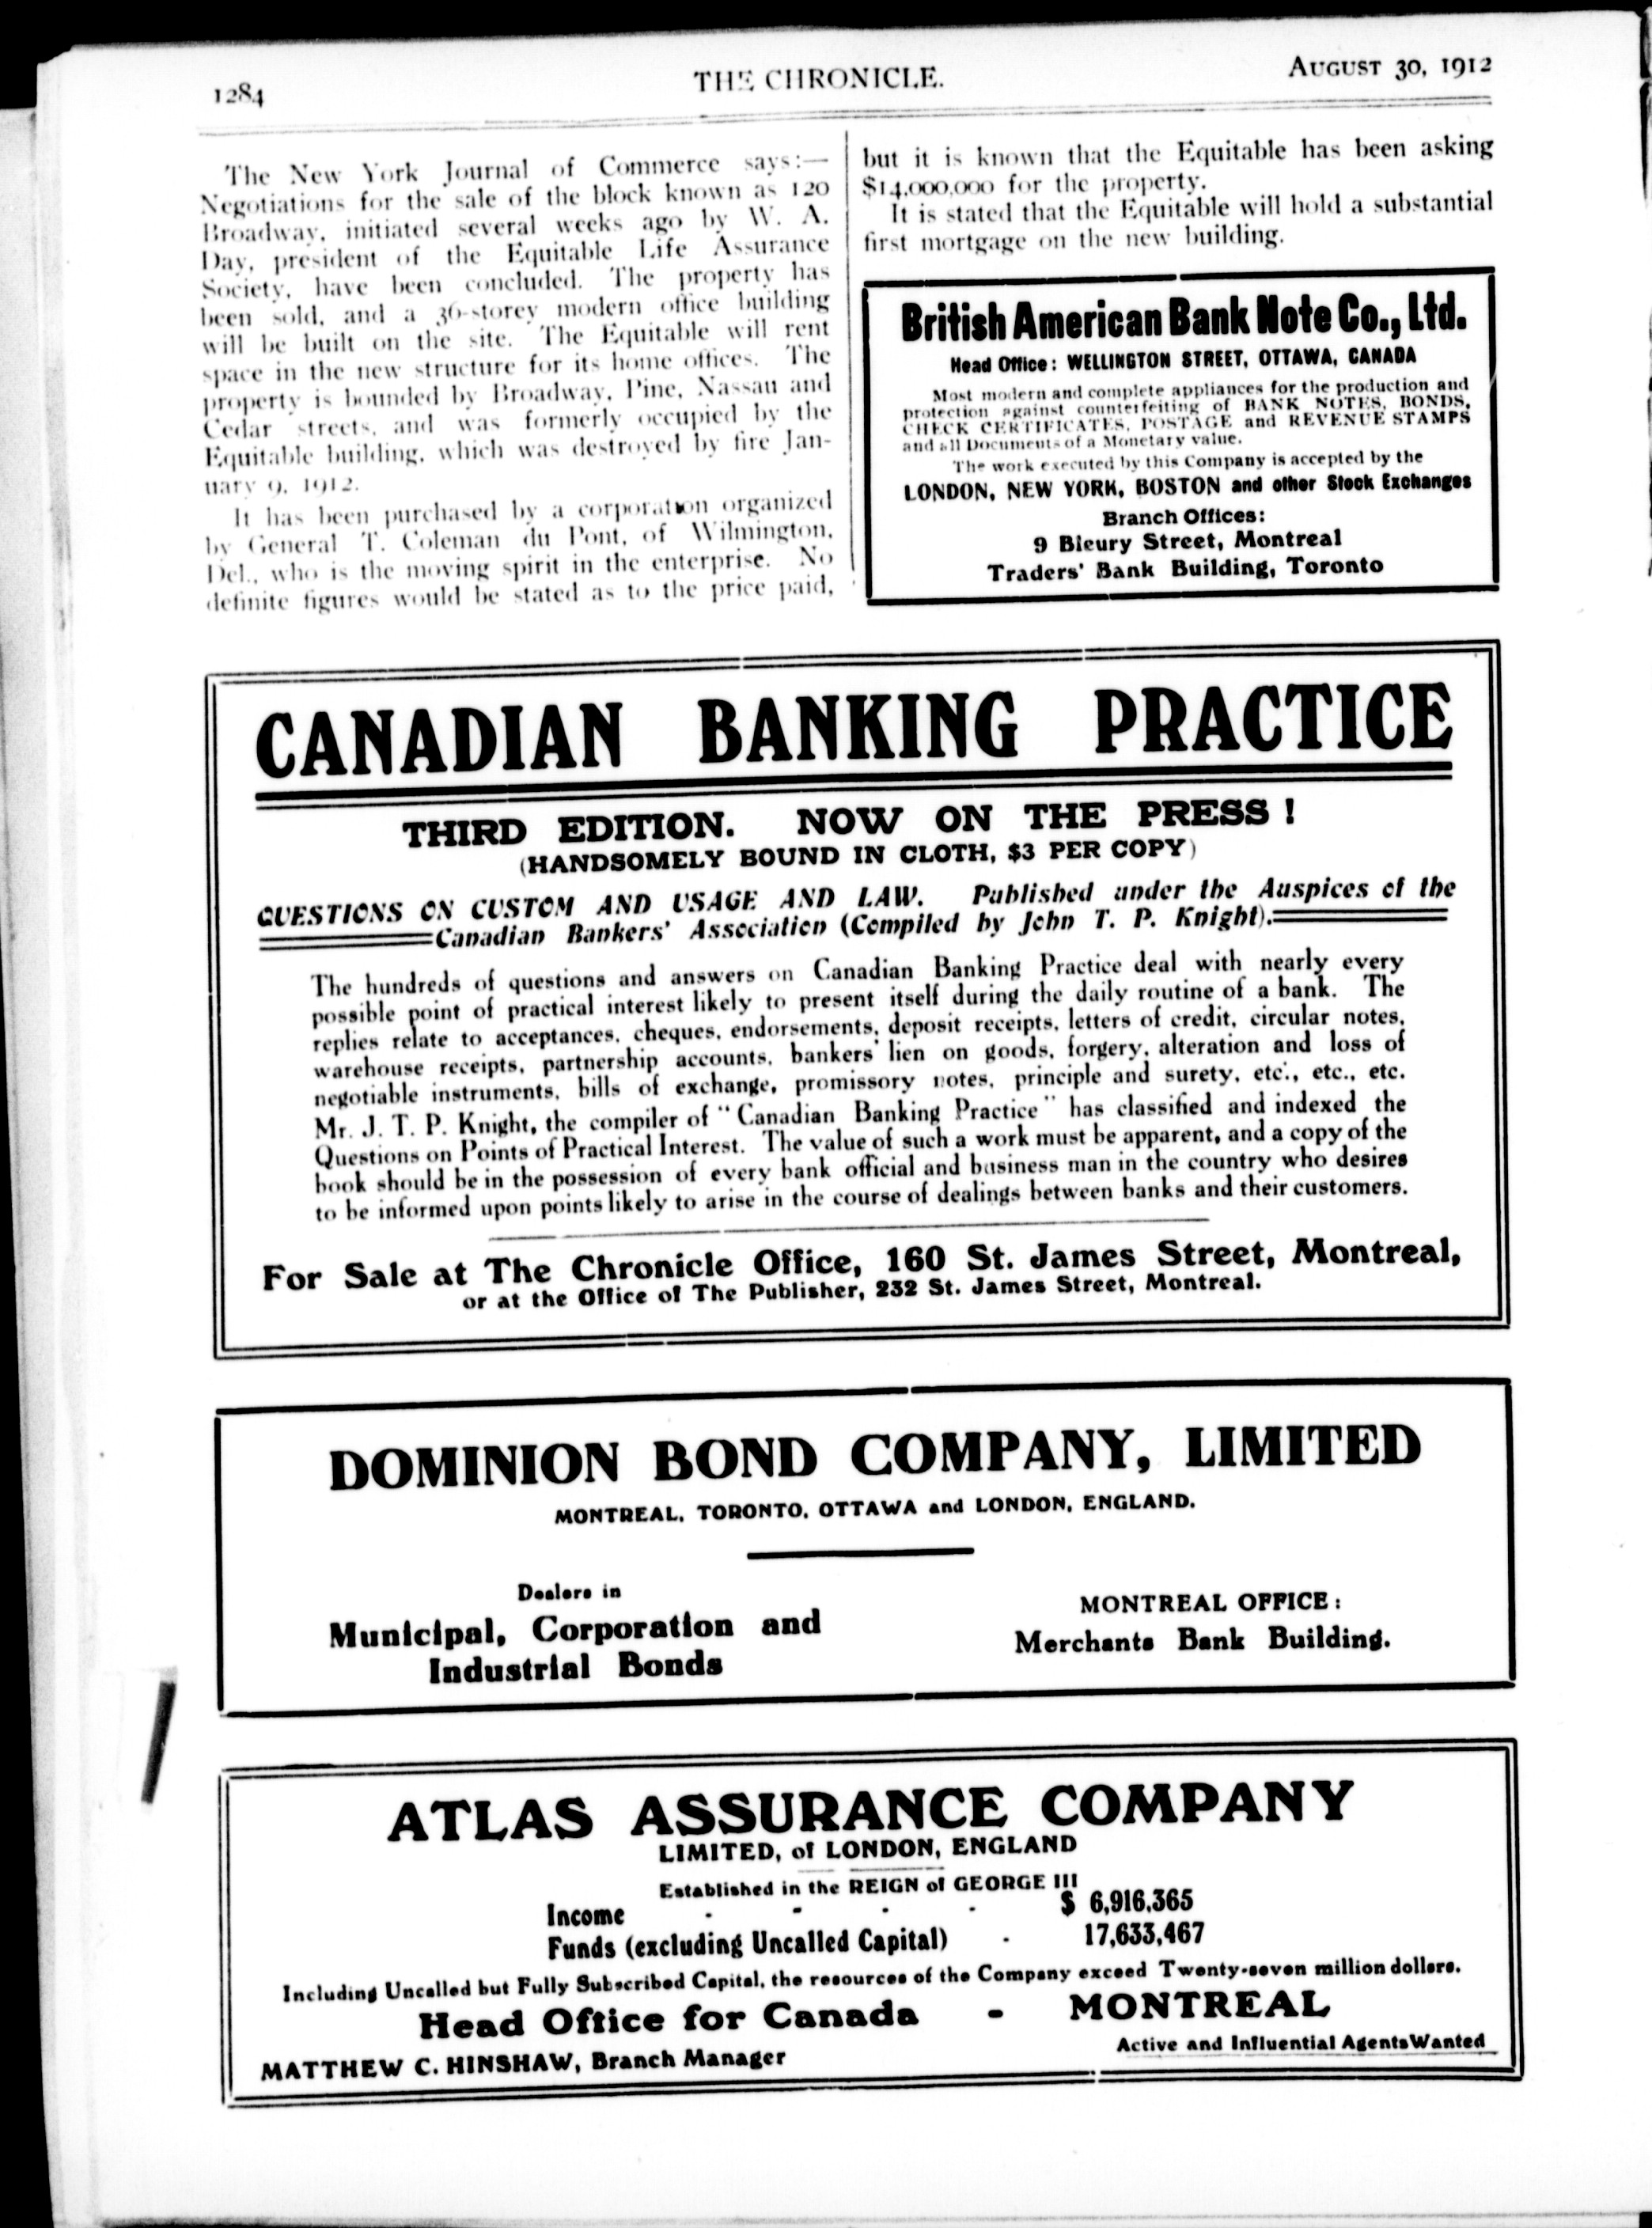 1284
THE CHRONICLE.
AUGUST 30, 1912
The New York Journal of Commerce says:—
Negotiations for the sale of the block known as 120
Broadway, initiated several weeks ago by W. A.
Day, president of the Equitable Life Assurance
Society, have been concluded. The property has
been sold, and a 36-storey modern office building
will be built on the site. The Equitable will rent
space in the new structure for its home offices. The
property is bounded by Broadway, Pine, Nassau and
Cedar streets, and was formerly occupied by the
Equitable building, which was destroyed by fire Jan-
uary 9, 1912.
It has been purchased by a corporation organized
by General T. Coleman du Pont, of Wilmington,
Del., who is the moving spirit in the enterprise. No
definite figures would be stated as to the price paid,
but it is known that the Equitable has been asking
$14,000,000 for the property.
It is stated that the Equitable will hold a substantial
first mortgage on the new building.
British American Bank Note Co., Ltd.
Head Office: WELLINGTON STREET, OTTAWA, CANADA
Most modern and complete appliances for the production and
protection against counterfeiting of BANK NOTES, BONDS,
CHECK CERTIFICATES, POSTAGE and REVENUE STAMPS
and all Documents of a Monetary value.
The work executed by this Company is accepted by the
LONDON, NEW YORK, BOSTON and other Stock Exchanges
Branch Offices:
9 Bleury Street, Montreal
Traders' Bank Building, Toronto
CANADIAN BANKING PRACTICE
THIRD EDITION. NOW ON THE PRESS !
(HANDSOMELY BOUND IN CLOTH, $3 PER COPY)
QUESTIONS ON CUSTOM AND USAGE AND LAW. Published under the Auspices of the
Canadian Bankers' Association (Compiled by John T. P. Knight).
The hundreds of questions and answers on Canadian Banking Practice deal with nearly every
possible point of practical interest likely to present itself during the daily routine of a bank. The
replies relate to acceptances, cheques, endorsements, deposit receipts, letters of credit, circular notes,
warehouse receipts, partnership accounts, bankers' lien on goods, forgery, alteration and loss of
negotiable instruments, bills of exchange, promissory notes, principle and surety, etc., etc., etc.
Mr. J. T. P. Knight, the compiler of "Canadian Banking Practice" has classified and indexed the
Questions on Points of Practical Interest. The value of such a work must be apparent, and a copy of the
book should be in the possession of every bank official and business man in the country who desires
to be informed upon points likely to arise in the course of dealings between banks and their customers.
For Sale at The Chronicle Office, 160 St. James Street, Montreal,
or at the Office of The Publisher, 232 St. James Street, Montreal.
DOMINION BOND COMPANY, LIMITED
MONTREAL, TORONTO, OTTAWA and LONDON, ENGLAND.
Dealers in
Municipal, Corporation and
Industrial Bonds
MONTREAL OFFICE:
Merchants Bank Building.
ATLAS ASSURANCE COMPANY
LIMITED, of LONDON, ENGLAND
Established in the REIGN of GEORGE III
Income - - - - $ 6,916,365
Funds (excluding Uncalled Capital) - 17,633,467
Including Uncalled but Fully Subscribed Capital, the resources of the Company exceed Twenty-seven million dollars.
Head Office for Canada - MONTREAL
MATTHEW C. HINSHAW, Branch Manager
Active and Influential Agents Wanted